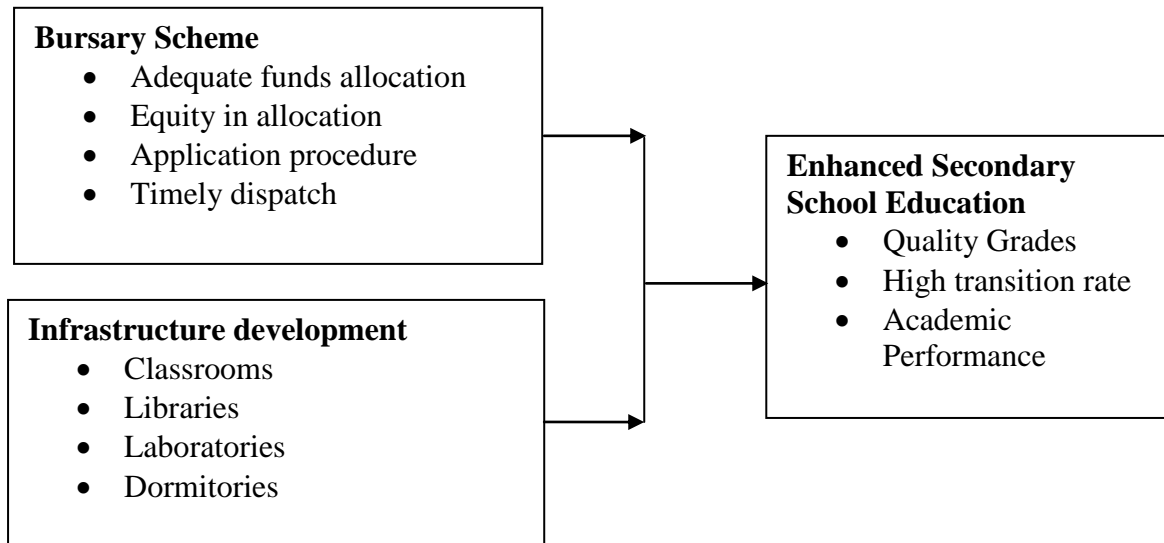 Bursary Scheme
• Adequate funds allocation
• Equity in allocation
• Application procedure
• Timely dispatch
Infrastructure development
• Classrooms
• Libraries
• Laboratories
• Dormitories
Enhanced Secondary
School Education
• Quality Grades
• High transition rate
• Academic
Performance